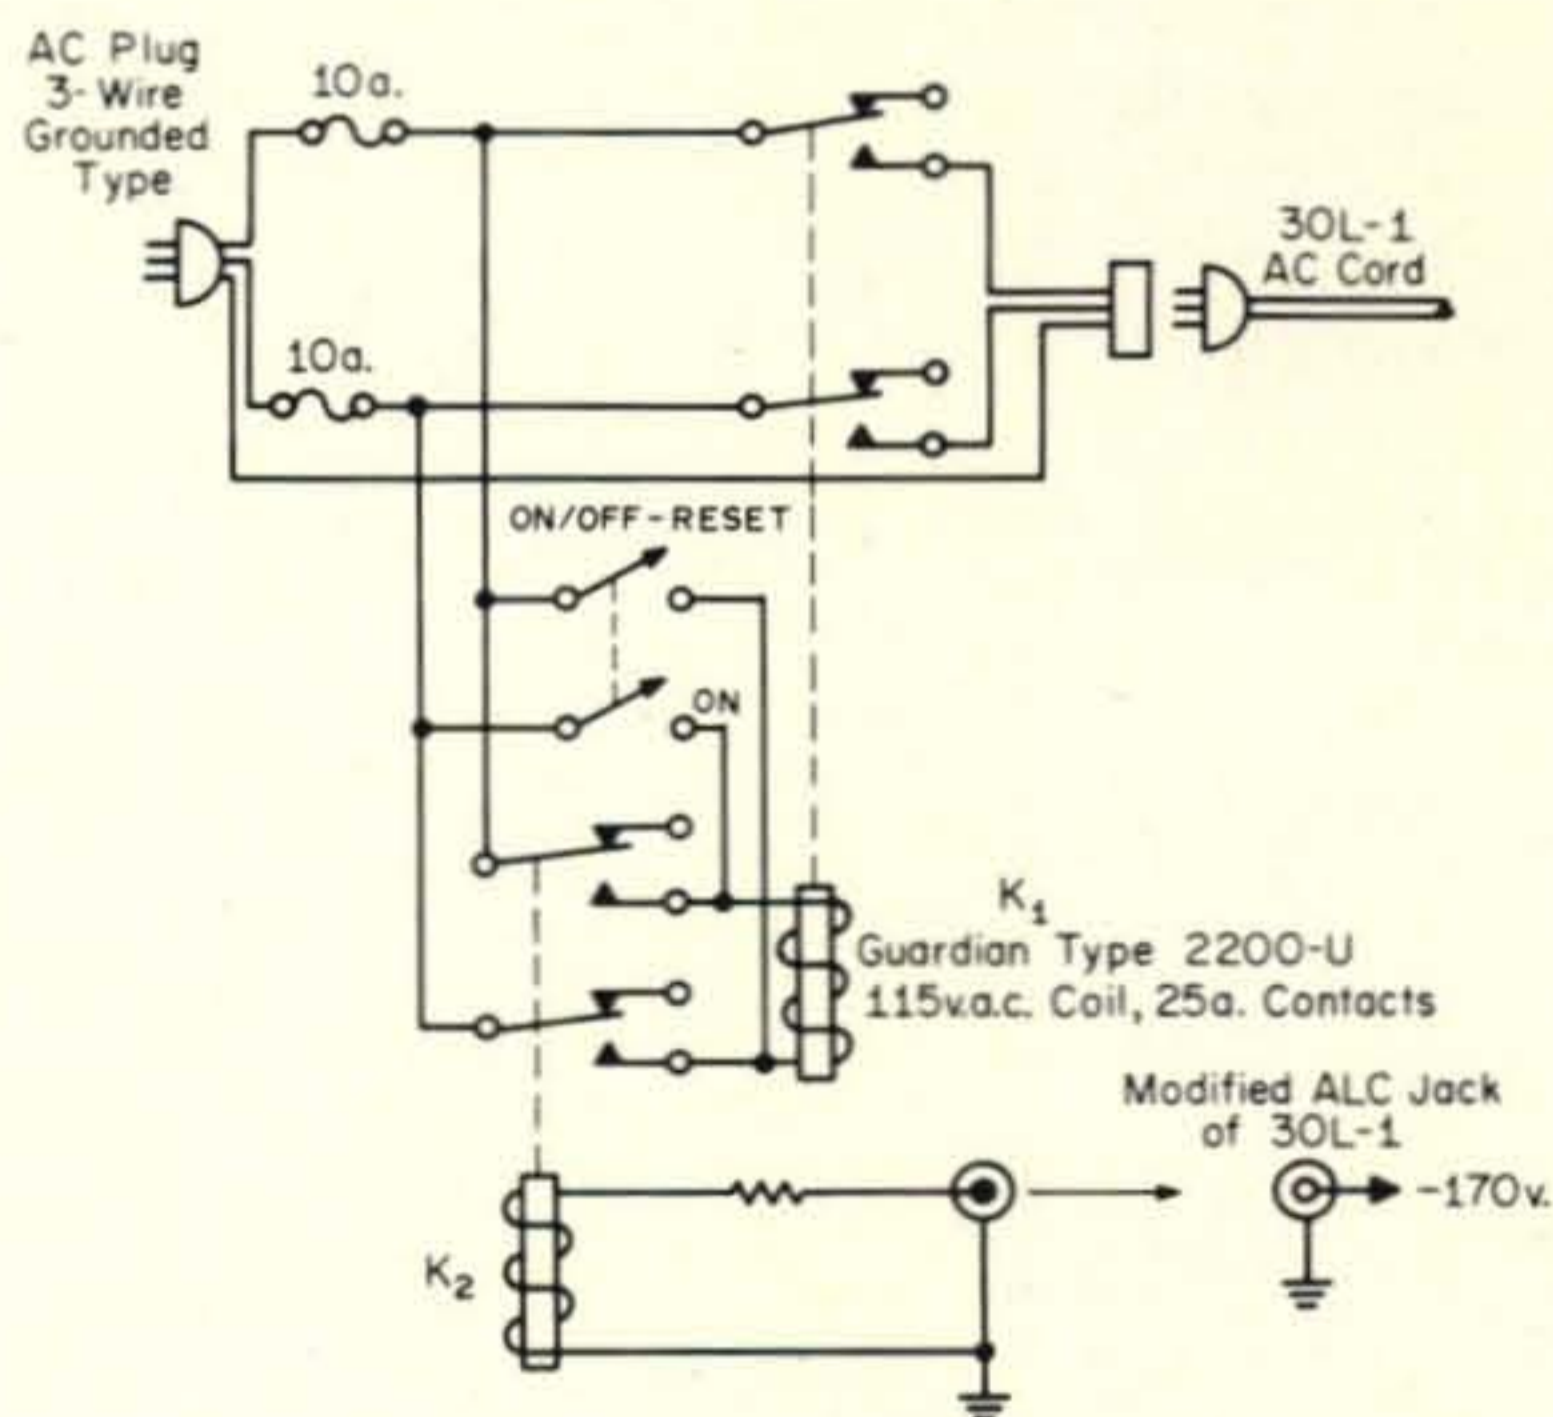 AC Plug
3-Wire
Grounded
Type
10a.
30L-1
AC Cord
10a.
ON/OFF-RESET
ON
K1
Guardian Type 2200-U
115v.a.c. Coil, 25a. Contacts
Modified ALC Jack
of 30L-1
-170v.
K2